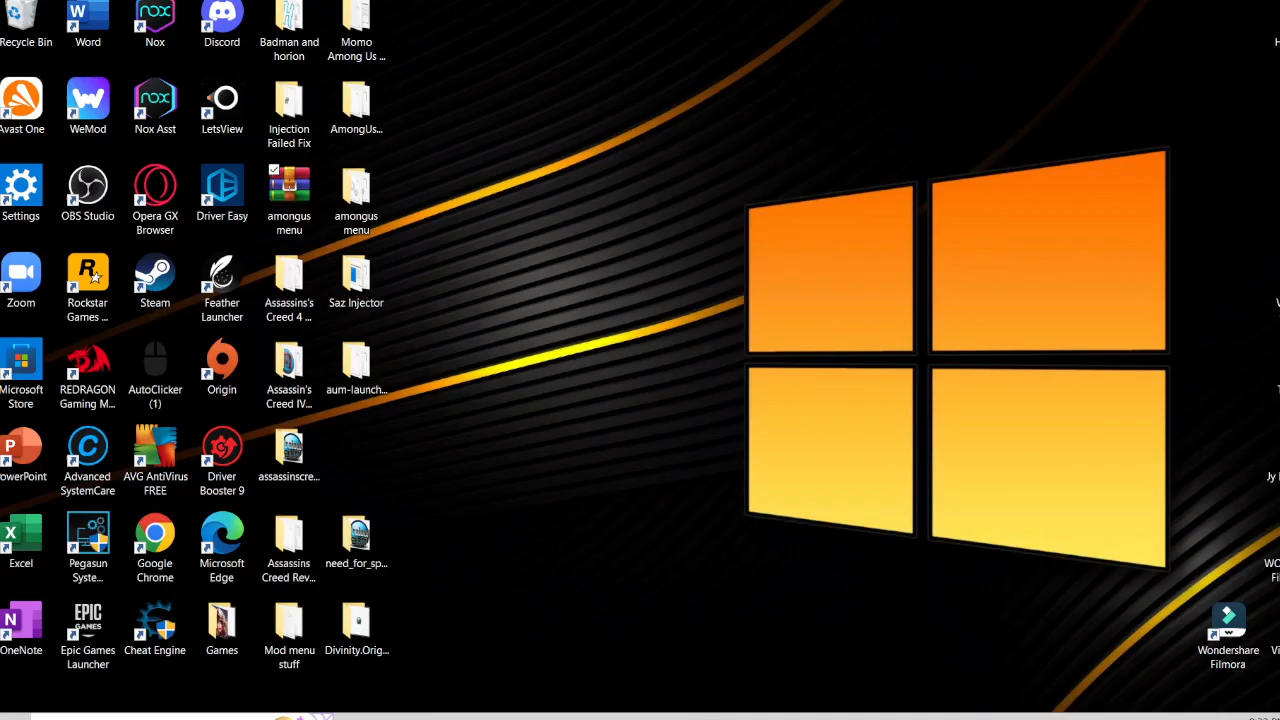 Recycle Bin
Word
Nox
Discord
Badman and
horion
Momo
Among Us ...
Avast One
WeMod
Nox Asst
LetsView
Injection
Failed Fix
AmongUs...
Settings
OBS Studio
Opera GX
Browser
Driver Easy
amongus
menu
amongus
menu
Zoom
Rockstar
Games ...
Steam
Feather
Launcher
Assassins's
Creed 4 ...
Saz Injector
Microsoft
Store
REDRAGON
Gaming M...
AutoClicker
(1)
Origin
Assassin's
Creed IV...
aum-launch...
owerPoint
Advanced
SystemCare
AVG AntiVirus
FREE
Driver
Booster 9
assassinscre...
Excel
Pegasun
Syste...
Google
Chrome
Microsoft
Edge
Assassins
Creed Rev...
need_for_sp...
OneNote
EPIC
GAMES
Epic Games
Launcher
Cheat Engine
Games
Mod menu
stuff
Divinity.Orig...
Wondershare
Filmora